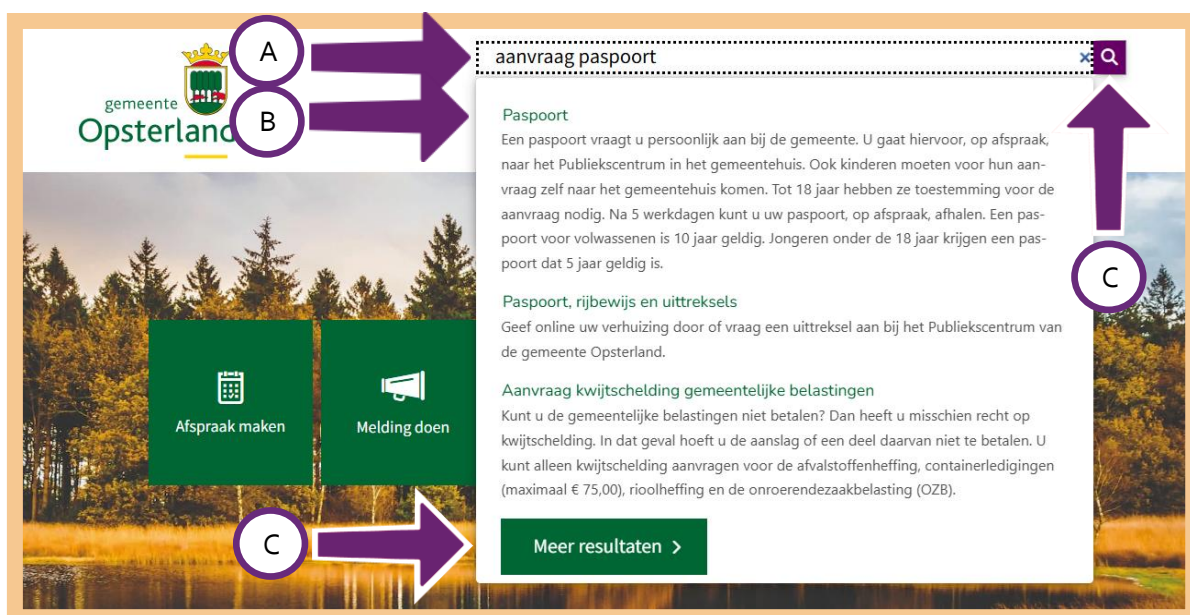 A
aanvraag paspoort
gemeente
Opsterland
B
Paspoort
Een paspoort vraagt u persoonlijk aan bij de gemeente. U gaat hiervoor, op afspraak,
naar het Publiekscentrum in het gemeentehuis. Ook kinderen moeten voor hun aan-
vraag zelf naar het gemeentehuis komen. Tot 18 jaar hebben ze toestemming voor de
aanvraag nodig. Na 5 werkdagen kunt u uw paspoort, op afspraak, afhalen. Een pas-
poort voor volwassenen is 10 jaar geldig. Jongeren onder de 18 jaar krijgen een pas-
poort dat 5 jaar geldig is.
C
Paspoort, rijbewijs en uittreksels
Geef online uw verhuizing door of vraag een uittreksel aan bij het Publiekscentrum van
de gemeente Opsterland.
Aanvraag kwijtschelding gemeentelijke belastingen
Kunt u de gemeentelijke belastingen niet betalen? Dan heeft u misschien recht op
kwijtschelding. In dat geval hoeft u de aanslag of een deel daarvan niet te betalen. U
kunt alleen kwijtschelding aanvragen voor de afvalstoffenheffing, containerledigingen
(maximaal € 75,00), rioolheffing en de onroerendezaakbelasting (OZB).
Afspraak maken
Melding doen
C
Meer resultaten